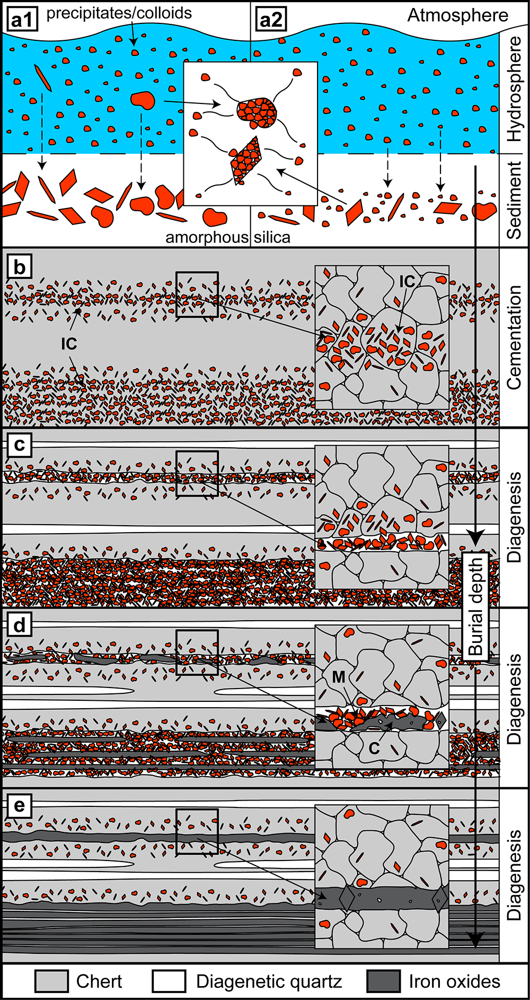 a1
precipitates/colloids
a2
Atmosphere
Hydrosphere
Sediment
amorphous silica
b
IC
IC
Cementation
c
Diagenesis
Burial depth
d
M
C
Diagenesis
e
Diagenesis
Chert
Diagenetic quartz
Iron oxides